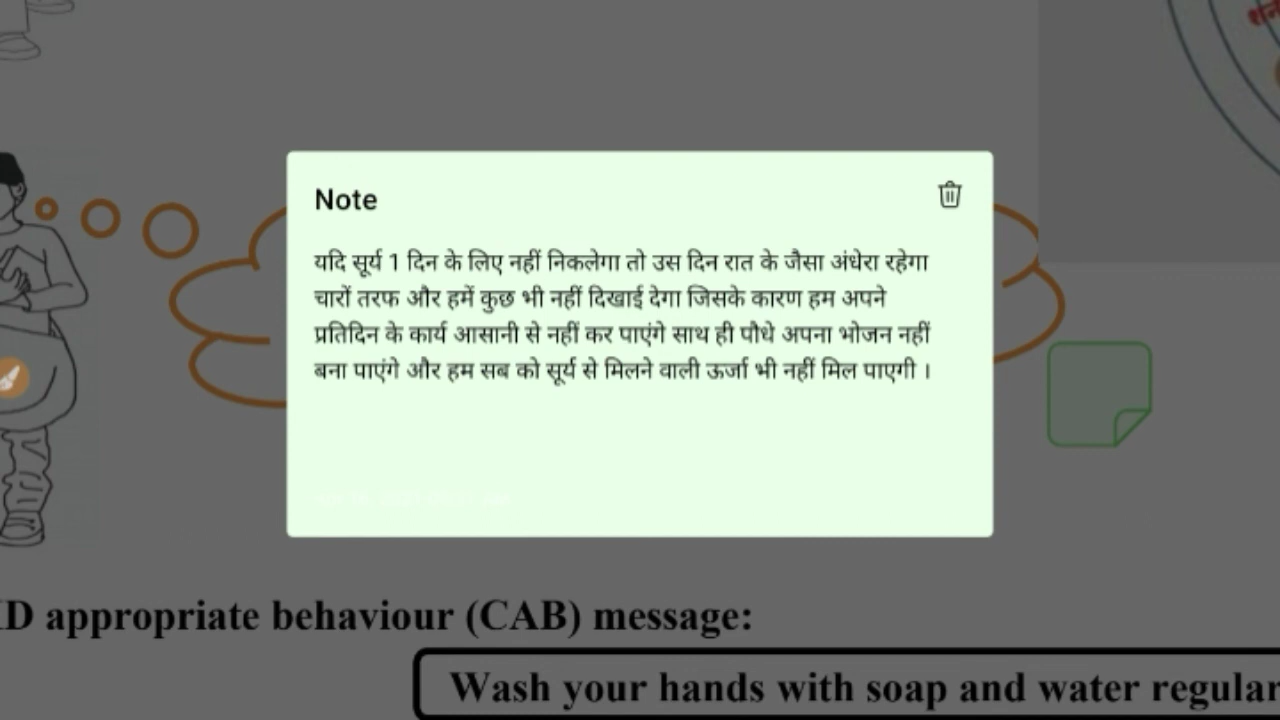 Note
यदि सूर्य 1 दिन के लिए नहीं निकलेगा तो उस दिन रात के जैसा अंधेरा रहेगा
चारों तरफ और हमें कुछ भी नहीं दिखाई देगा जिसके कारण हम अपने
प्रतिदिन के कार्य आसानी से नहीं कर पाएंगे साथ ही पौधे अपना भोजन नहीं
बना पाएंगे और हम सब को सूर्य से मिलने वाली ऊर्जा भी नहीं मिल पाएगी ।
appropriate behaviour (CAB) message:
Wash your hands with soap and water